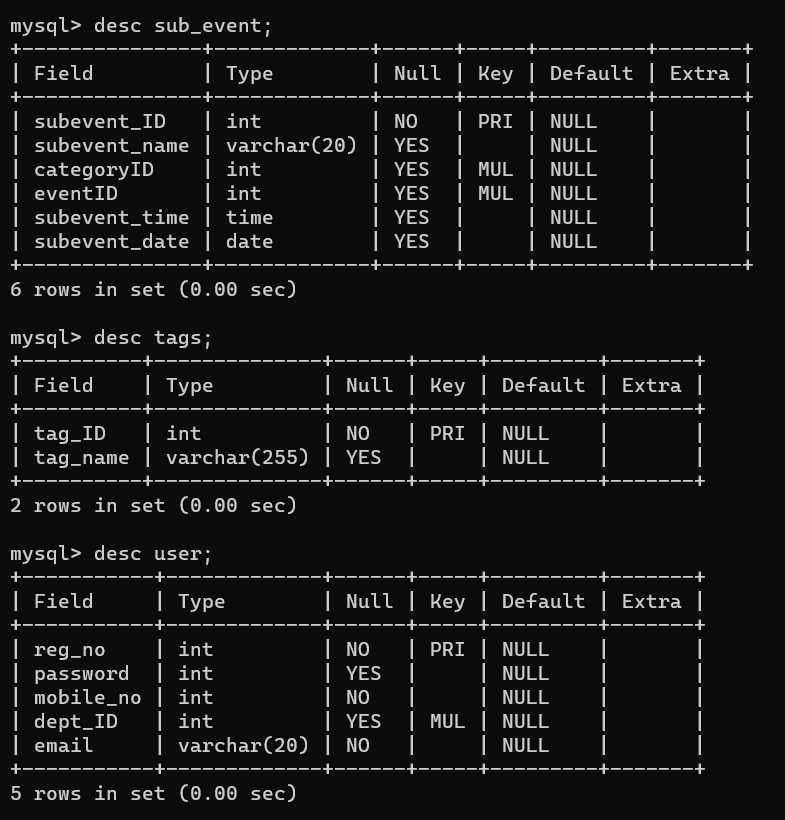 mysql> desc sub_event;
+---------------+-------------+------+-----+---------+-------+
| Field         | Type        | Null | Key | Default | Extra |
+---------------+-------------+------+-----+---------+-------+
| subevent_ID   | int         | NO   | PRI | NULL    |       |
| subevent_name | varchar(20) | YES  |     | NULL    |       |
| categoryID    | int         | YES  | MUL | NULL    |       |
| eventID       | int         | YES  | MUL | NULL    |       |
| subevent_time | time        | YES  |     | NULL    |       |
| subevent_date | date        | YES  |     | NULL    |       |
+---------------+-------------+------+-----+---------+-------+
6 rows in set (0.00 sec)

mysql> desc tags;
+----------+--------------+------+-----+---------+-------+
| Field    | Type         | Null | Key | Default | Extra |
+----------+--------------+------+-----+---------+-------+
| tag_ID   | int          | NO   | PRI | NULL    |       |
| tag_name | varchar(255) | YES  |     | NULL    |       |
+----------+--------------+------+-----+---------+-------+
2 rows in set (0.00 sec)

mysql> desc user;
+-----------+-------------+------+-----+---------+-------+
| Field     | Type        | Null | Key | Default | Extra |
+-----------+-------------+------+-----+---------+-------+
| reg_no    | int         | NO   | PRI | NULL    |       |
| password  | int         | YES  |     | NULL    |       |
| mobile_no | int         | NO   |     | NULL    |       |
| dept_ID   | int         | YES  | MUL | NULL    |       |
| email     | varchar(20) | NO   |     | NULL    |       |
+-----------+-------------+------+-----+---------+-------+
5 rows in set (0.00 sec)